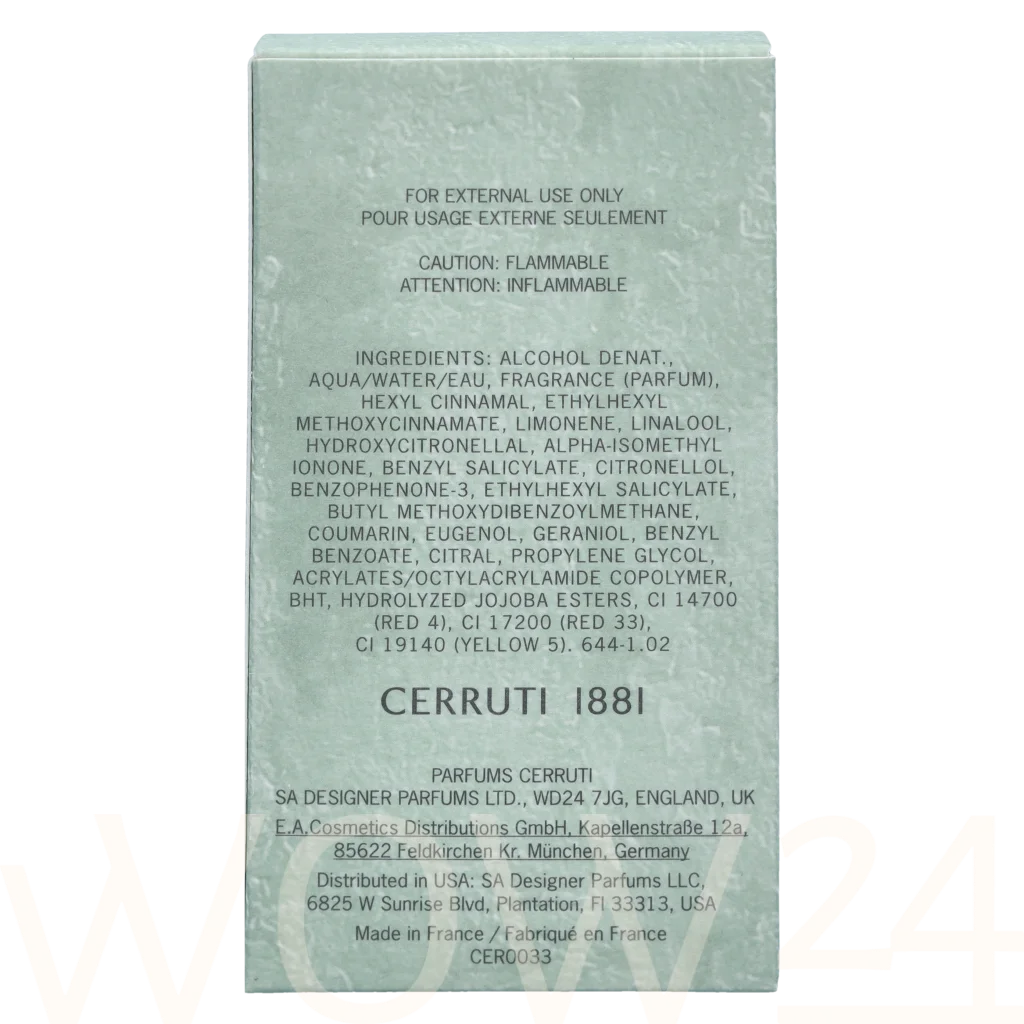 FOR EXTERNAL USE ONLY
POUR USAGE EXTERNE SEULEMENT
CAUTION: FLAMMABLE
ATTENTION: INFLAMMABLE
INGREDIENTS: ALCOHOL DENAT.,
AQUA/WATER/EAU, FRAGRANCE (PARFUM),
HEXYL CINNAMAL, ETHYLHEXYL
METHOXYCINNAMATE, LIMONENE, LINALOOL,
HYDROXYCITRONELLAL, ALPHA-ISOMETHYL
IONONE, BENZYL SALICYLATE, CITRONELLOL,
BENZOPHENONE-3, ETHYLHEXYL SALICYLATE,
BUTYL METHOXYDIBENZOYLMETHANE,
COUMARIN, EUGENOL, GERANIOL, BENZYL
BENZOATE, CITRAL, PROPYLENE GLYCOL,
ACRYLATES/OCTYLACRYLAMIDE COPOLYMER,
BHT, HYDROLYZED JOJOBA ESTERS, CI 14700
(RED 4), CI 17200 (RED 33),
CI 19140 (YELLOW 5). 644-1.02
CERRUTI 1881
PARFUMS CERRUTI
SA DESIGNER PARFUMS LTD., WD24 7JG, ENGLAND, UK
E.A.Cosmetics Distributions GmbH, Kapellenstraße 12a,
85622 Feldkirchen Kr. München, Germany
Distributed in USA: SA Designer Parfums LLC,
6825 W Sunrise Blvd, Plantation, Fl 33313, USA
Made in France / Fabriqué en France
CER0033
WOW24